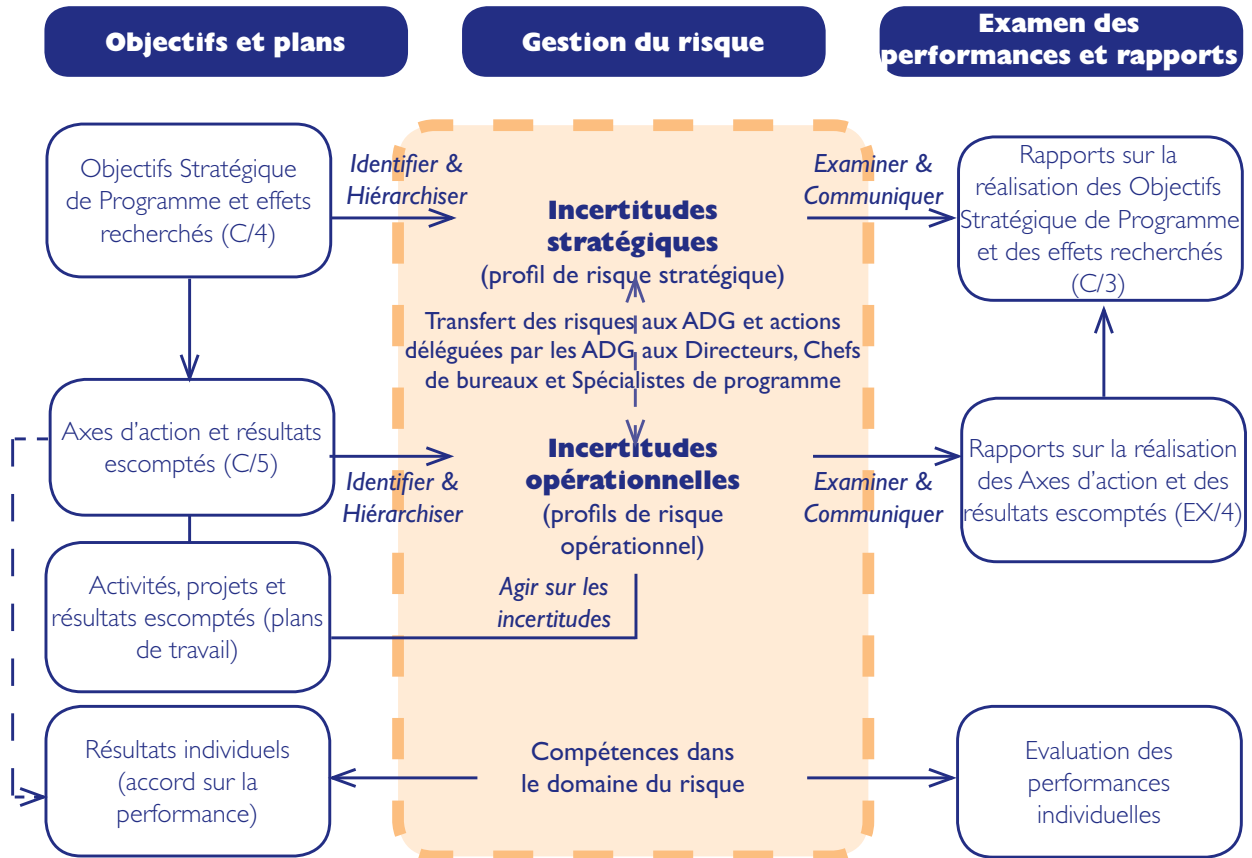 Objectifs et plans
Gestion du risque
Examen des
performances et rapports
Objectifs Stratégique
de Programme et effets
recherchés (C/4)
Identifier &
Hiérarchiser
Incertitudes
stratégiques
(profil de risque stratégique)
Examiner &
Communiquer
Rapports sur la
réalisation des Objectifs
Stratégique de Programme
et des effets recherchés
(C/3)
Transfert des risques aux ADG et actions
déléguées par les ADG aux Directeurs, Chefs
de bureaux et Spécialistes de programme
Axes d'action et résultats
escomptés (C/5)
Identifier &
Hiérarchiser
Incertitudes
opérationnelles
(profils de risque
opérationnel)
Examiner &
Communiquer
Rapports sur la réalisation
des Axes d'action et des
résultats escomptés (EX/4)
Activités, projets et
résultats escomptés (plans
de travail)
Agir sur les
incertitudes
Résultats individuels
(accord sur la
performance)
Compétences dans
le domaine du risque
Evaluation des
performances
individuelles